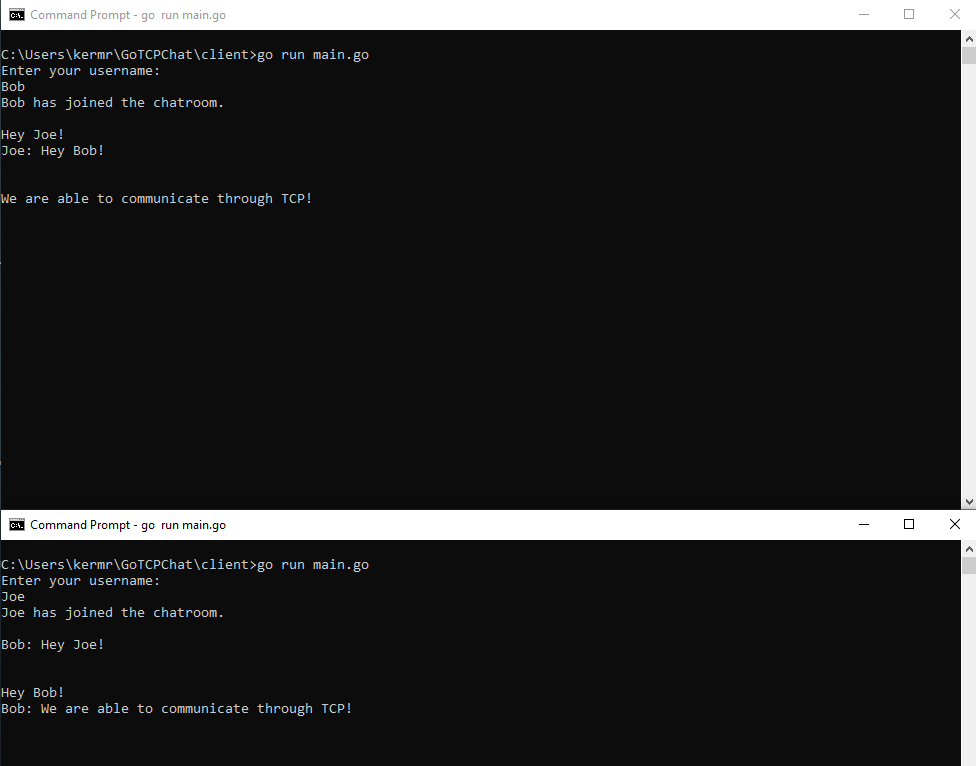 Command Prompt - go  run main.go
C:\Users\kermr\GoTCPChat\client>go run main.go
Enter your username:
Bob
Bob has joined the chatroom.
Hey Joe!
Joe: Hey Bob!
We are able to communicate through TCP!
Command Prompt - go  run main.go
C:\Users\kermr\GoTCPChat\client>go run main.go
Enter your username:
Joe
Joe has joined the chatroom.
Bob: Hey Joe!
Hey Bob!
Bob: We are able to communicate through TCP!